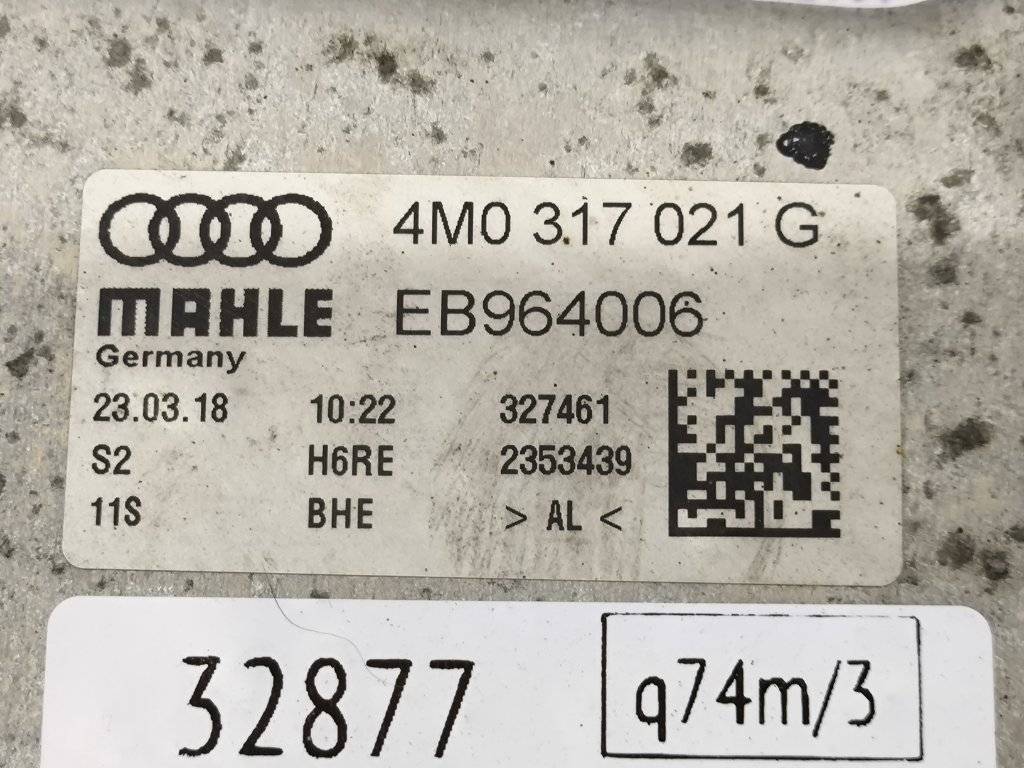 4M0 317 021 G
MAHLE EB964006
Germany
23.03.18 10:22 327461
S2 H6RE 2353439
11S BHE > AL <
32877 q74m/3